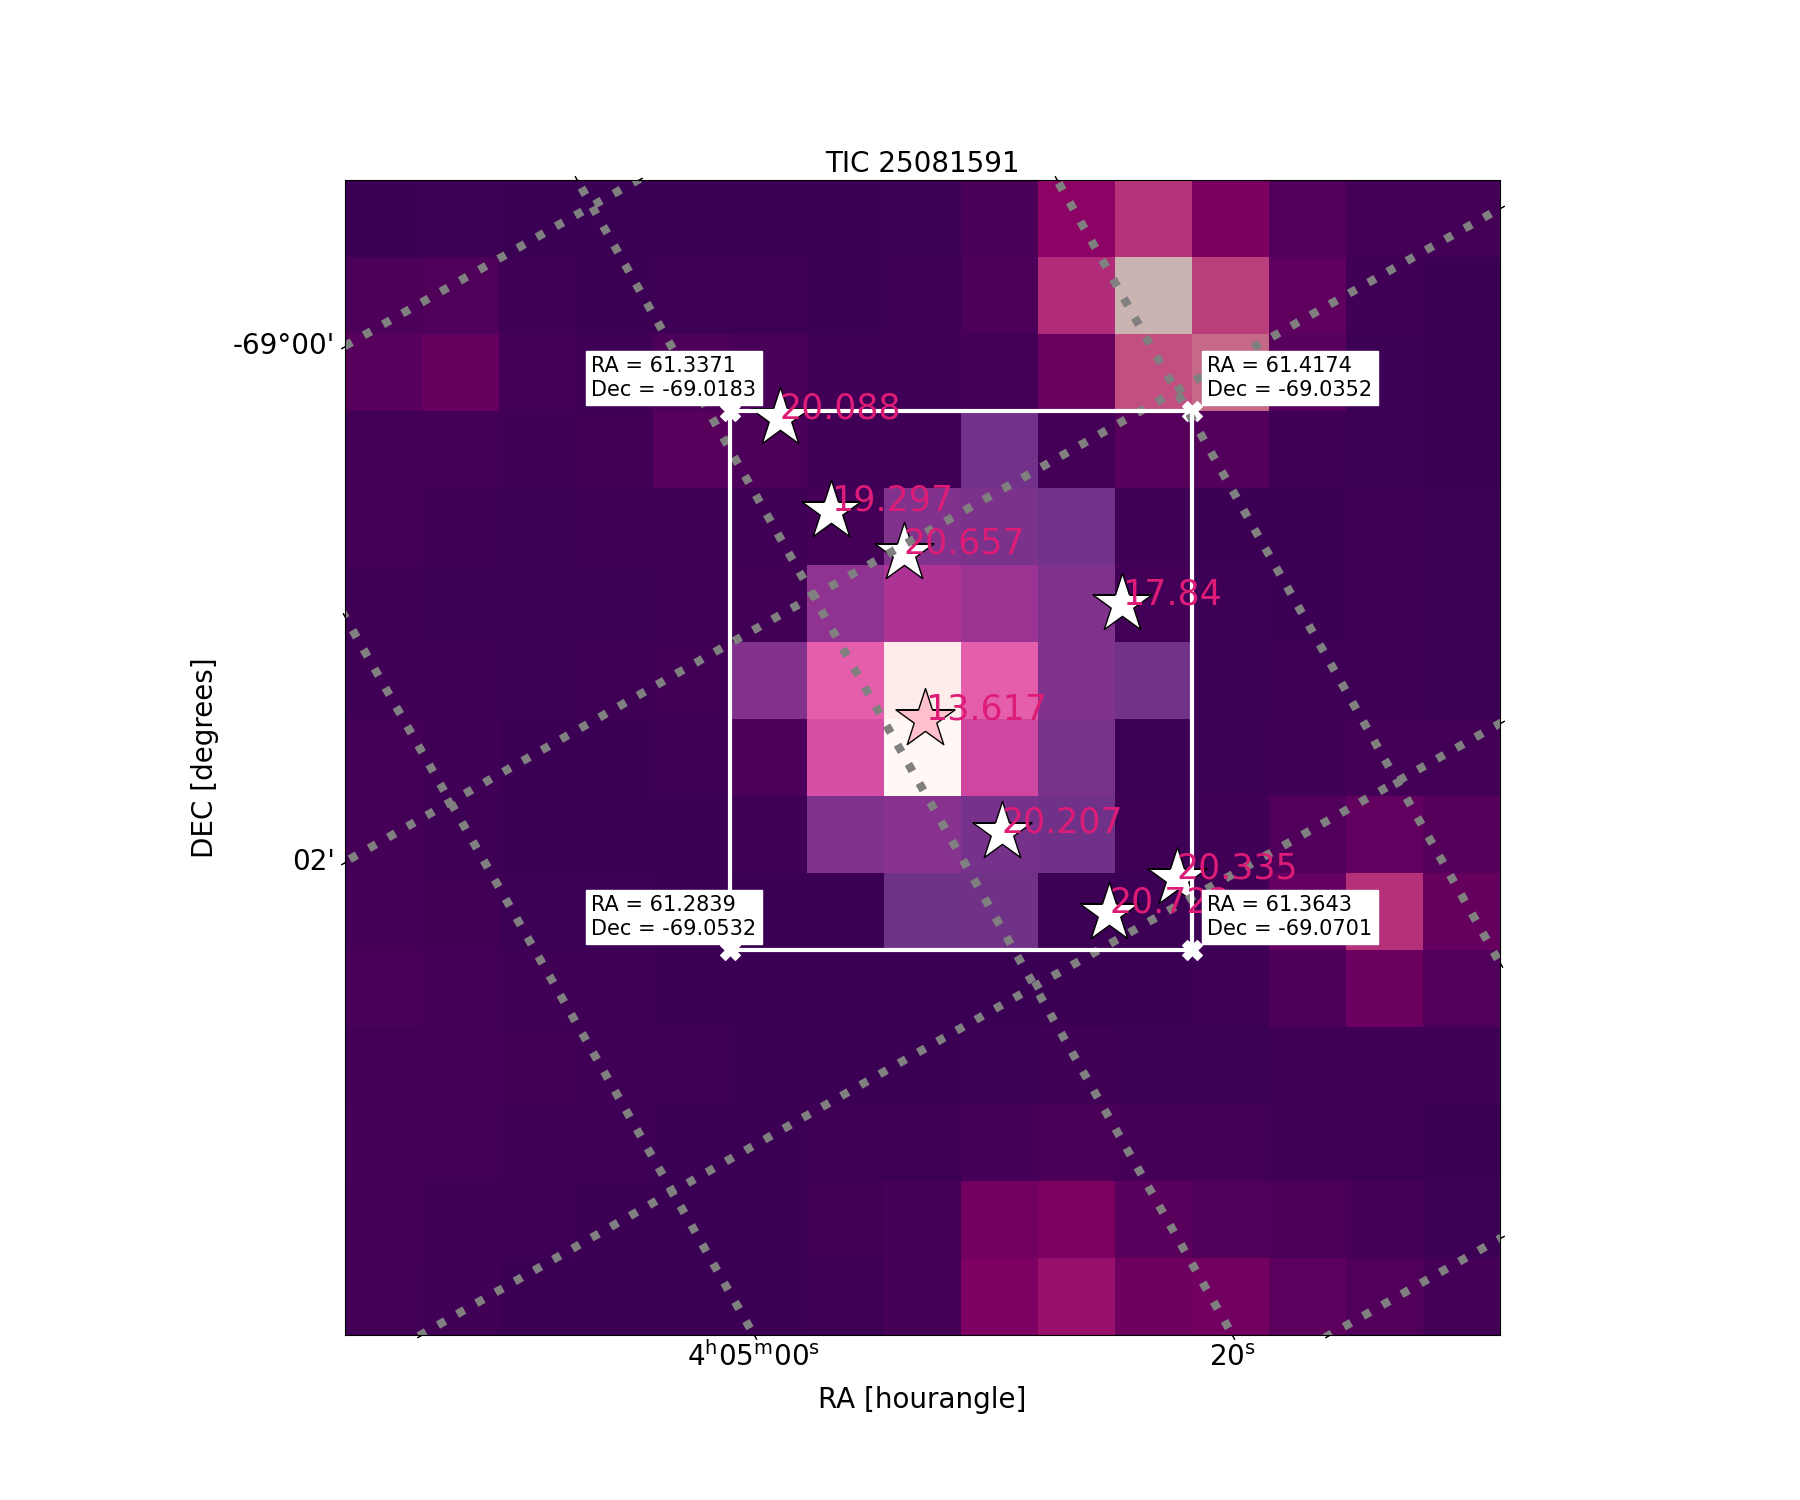 TIC 25081591
-69°00'
RA = 61.3371
Dec = -69.0183
RA = 61.4174
Dec = -69.0352
20.088
19.297
20.657
17.84
13.617
DEC [degrees]
20.207
02'
20.335
RA = 61.2839
Dec = -69.0532
RA = 61.3643
Dec = -69.0701
4ʰ05ᵐ00ˢ
20ˢ
RA [hourangle]